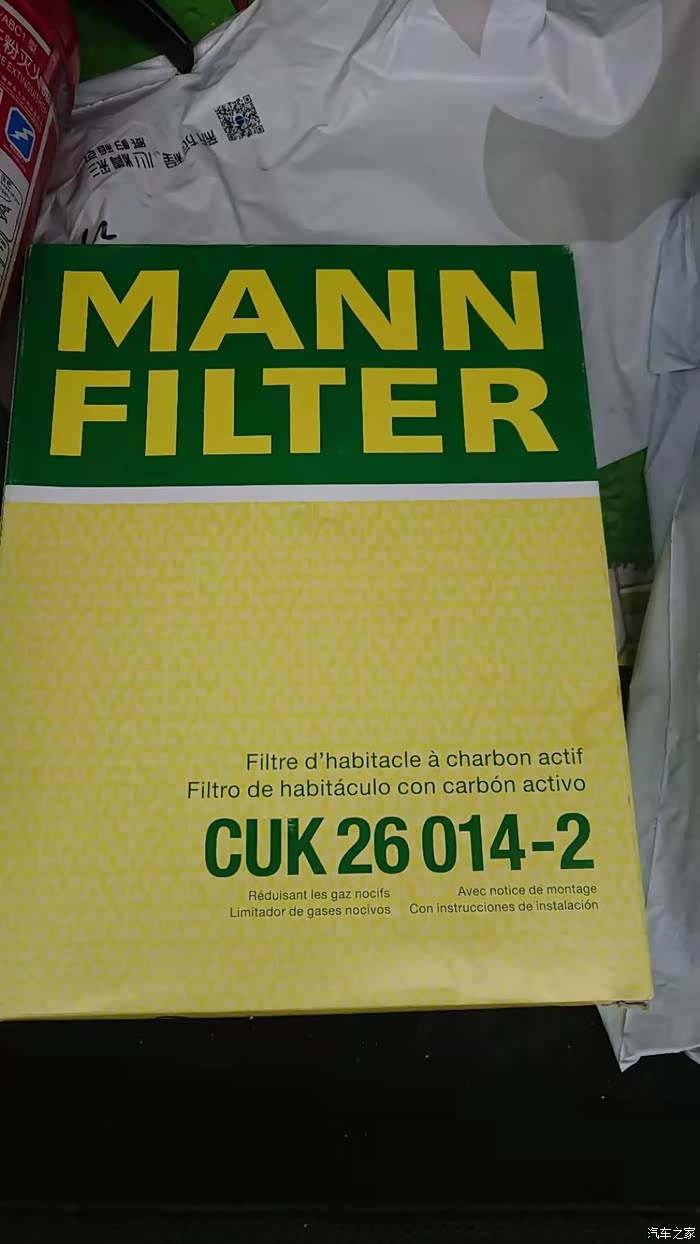 MANN
FILTER
Filtre d'habitacle à charbon actif
Filtro de habitáculo con carbón activo
CUK 26 014-2
Réduisant les gaz nocifs
Limitador de gases nocivos
Avec notice de montage
Con instrucciones de instalación
汽车之家